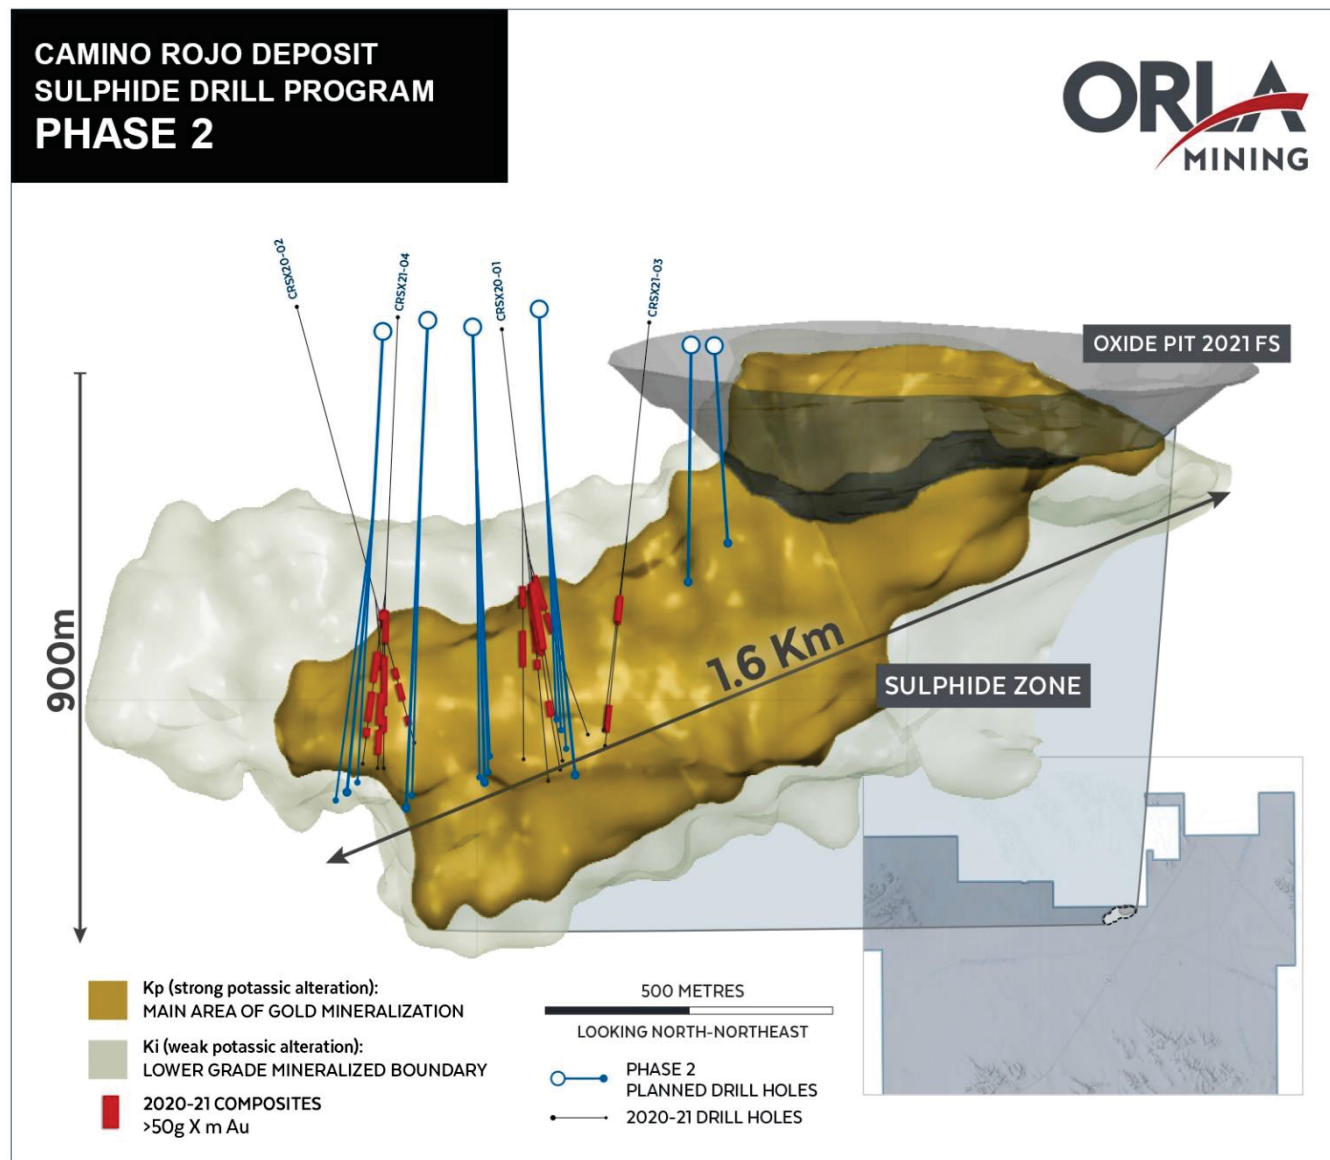 CAMINO ROJO DEPOSIT
SULPHIDE DRILL PROGRAM
PHASE 2
ORLA
MINING
CRSX20-02
CRSX21-04
CRSX20-01
CRSX21-03
OXIDE PIT 2021 FS
900m
1.6 Km
SULPHIDE ZONE
Kp (strong potassic alteration):
MAIN AREA OF GOLD MINERALIZATION
Ki (weak potassic alteration):
LOWER GRADE MINERALIZED BOUNDARY
2020-21 COMPOSITES
>50g X m Au
500 METRES
LOOKING NORTH-NORTHEAST
PHASE 2
PLANNED DRILL HOLES
2020-21 DRILL HOLES